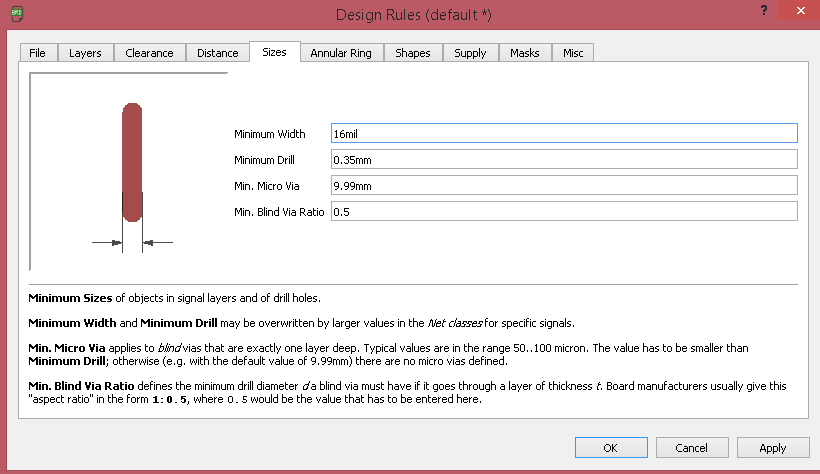 BRD
Design Rules (default *)
?
×
File
Layers
Clearance
Distance
Sizes
Annular Ring
Shapes
Supply
Masks
Misc
Minimum Width 16mil
Minimum Drill 0.35mm
Min. Micro Via 9.99mm
Min. Blind Via Ratio 0.5
Minimum Sizes of objects in signal layers and of drill holes.
Minimum Width and Minimum Drill may be overwritten by larger values in the Net classes for specific signals.
Min. Micro Via applies to blind vias that are exactly one layer deep. Typical values are in the range 50..100 micron. The value has to be smaller than
Minimum Drill; otherwise (e.g. with the default value of 9.99mm) there are no micro vias defined.
Min. Blind Via Ratio defines the minimum drill diameter d a blind via must have if it goes through a layer of thickness t. Board manufacturers usually give this
"aspect ratio" in the form 1:0.5, where 0.5 would be the value that has to be entered here.
OK
Cancel
Apply